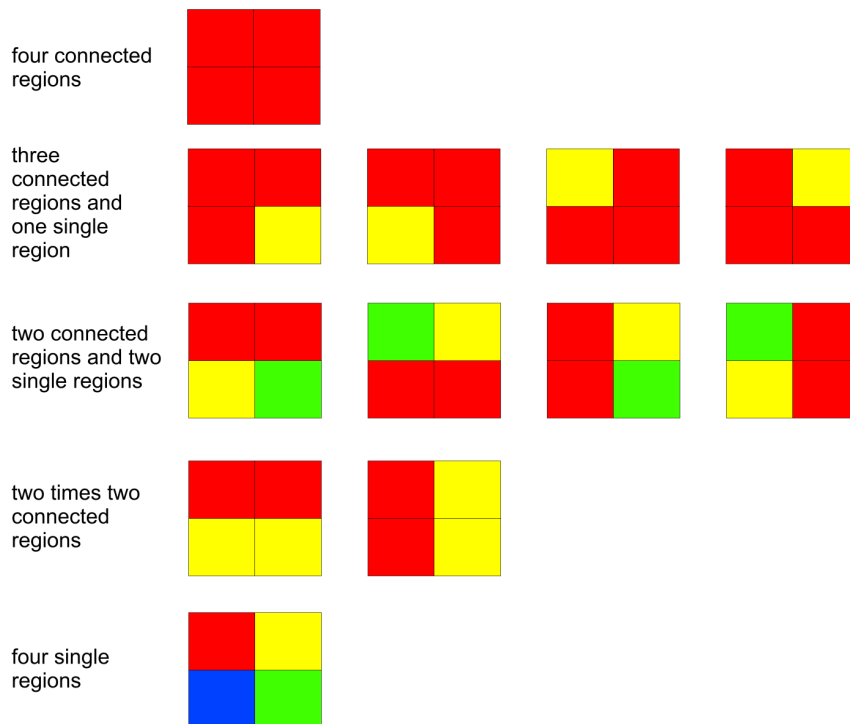 four connected
regions
three
connected
regions and
one single
region
two connected
regions and two
single regions
two times two
connected
regions
four single
regions